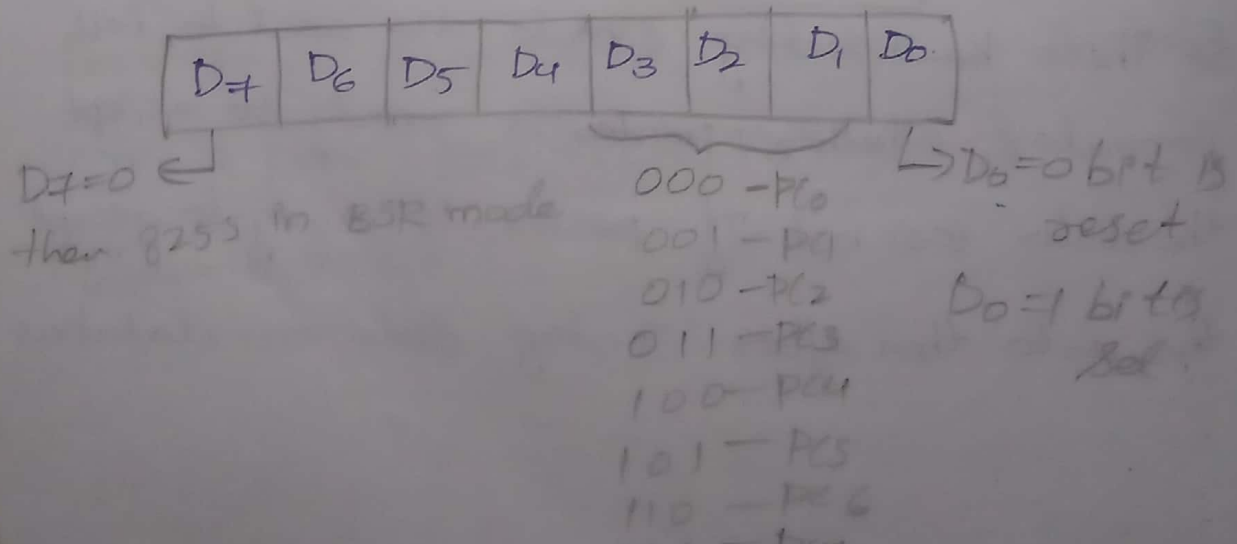 D7 D6 D5 D4 D3 D2 D1 D0
D7=0
then 8255 in BSR mode
000 - PC0
001 - PC1
010 - PC2
011 - PC3
100 - PC4
101 - PC5
110 - PC6
D0=0 bit is
reset
D0=1 bit is
set